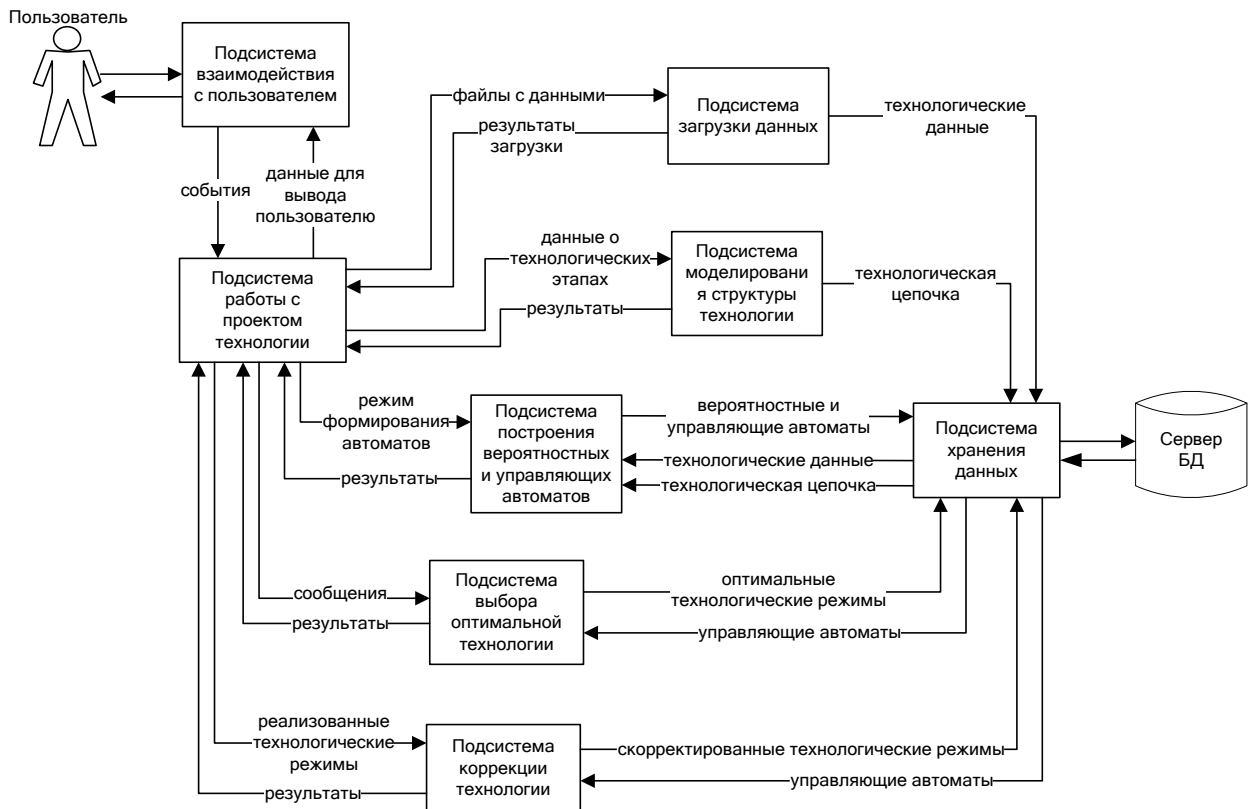 Пользователь
Подсистема
взаимодействия
с пользователем
события
данные для
вывода
пользователю
файлы с данными
результаты
загрузки
Подсистема
загрузки данных
технологические
данные
Подсистема
работы с
проектом
технологии
данные о
технологических
этапах
результаты
Подсистема
моделировани
я структуры
технологии
технологическая
цепочка
режим
формирования
автоматов
результаты
Подсистема
построения
вероятностных
и управляющих
автоматов
вероятностные и
управляющие автоматы
технологические данные
технологическая цепочка
Подсистема
хранения
данных
Сервер
БД
сообщения
результаты
Подсистема
выбора
оптимальной
технологии
оптимальные
технологические режимы
управляющие автоматы
реализованные
технологические
режимы
результаты
Подсистема
коррекции
технологии
скорректированные технологические режимы
управляющие автоматы